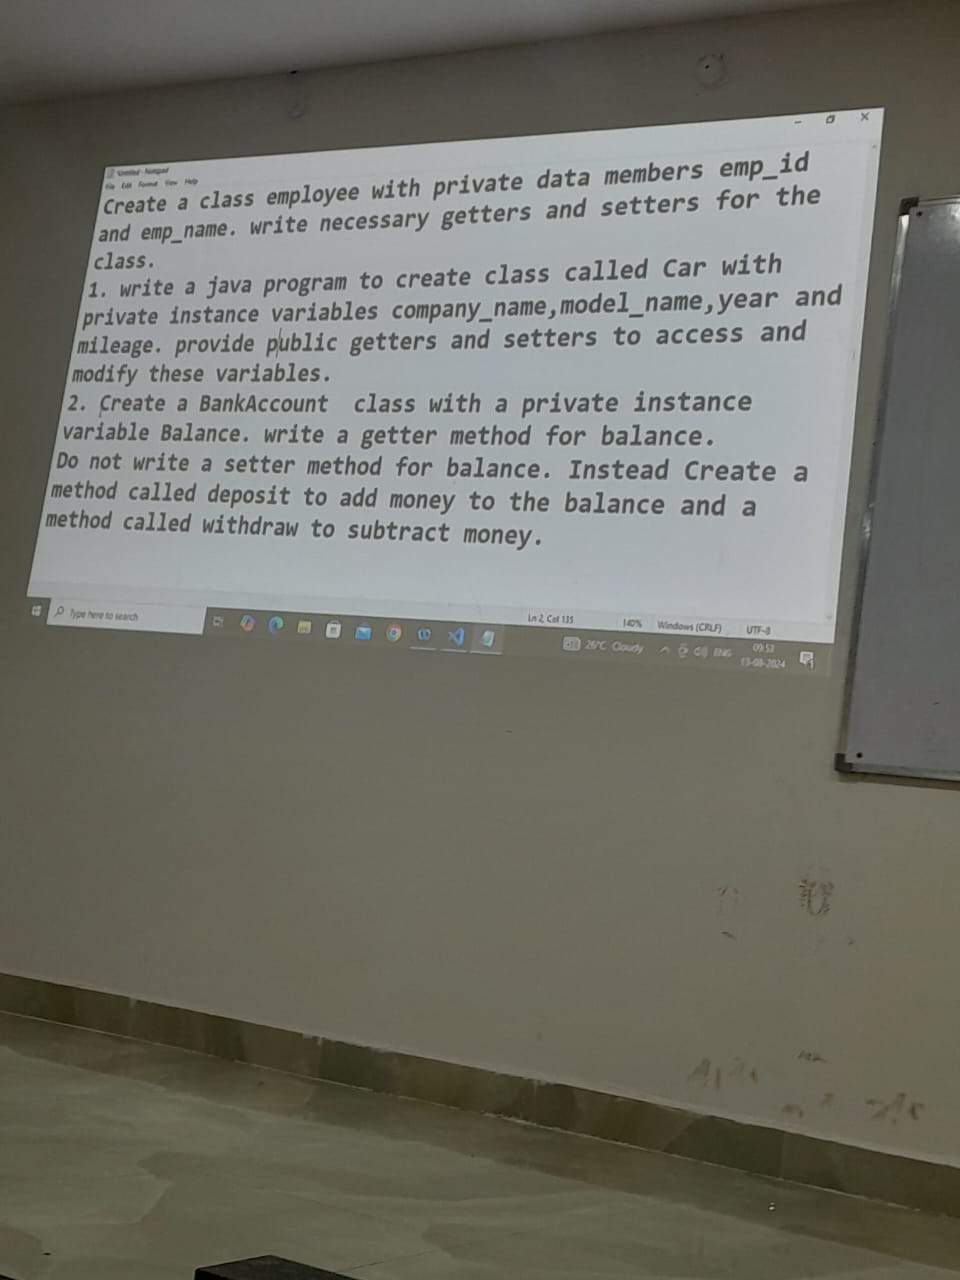 Untitled - Notepad
File Edit Format View Help
Create a class employee with private data members emp_id
and emp_name. write necessary getters and setters for the
class.
1. write a java program to create class called Car with
private instance variables company_name,model_name,year and
mileage. provide public getters and setters to access and
modify these variables.
2. Create a BankAccount class with a private instance
variable Balance. write a getter method for balance.
Do not write a setter method for balance. Instead Create a
method called deposit to add money to the balance and a
method called withdraw to subtract money.
Ln 2, Col 135 140% Windows (CRLF) UTF-8
Type here to search 26°C Cloudy ENG 09:53
13-08-2024